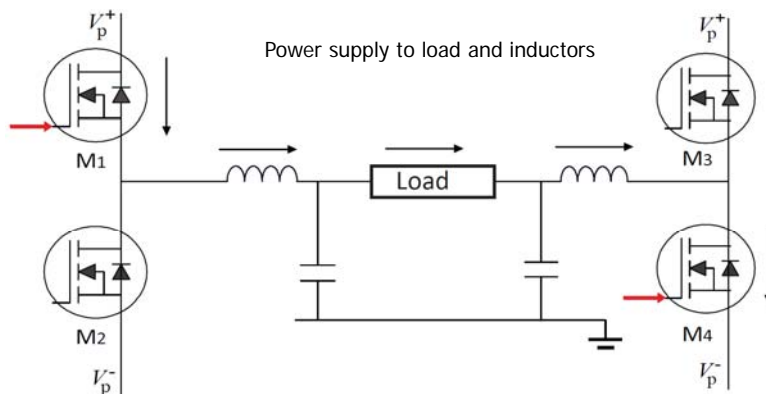 Vp+
Vp+
Power supply to load and inductors
M1
M3
Load
M2
M4
Vp-
Vp-